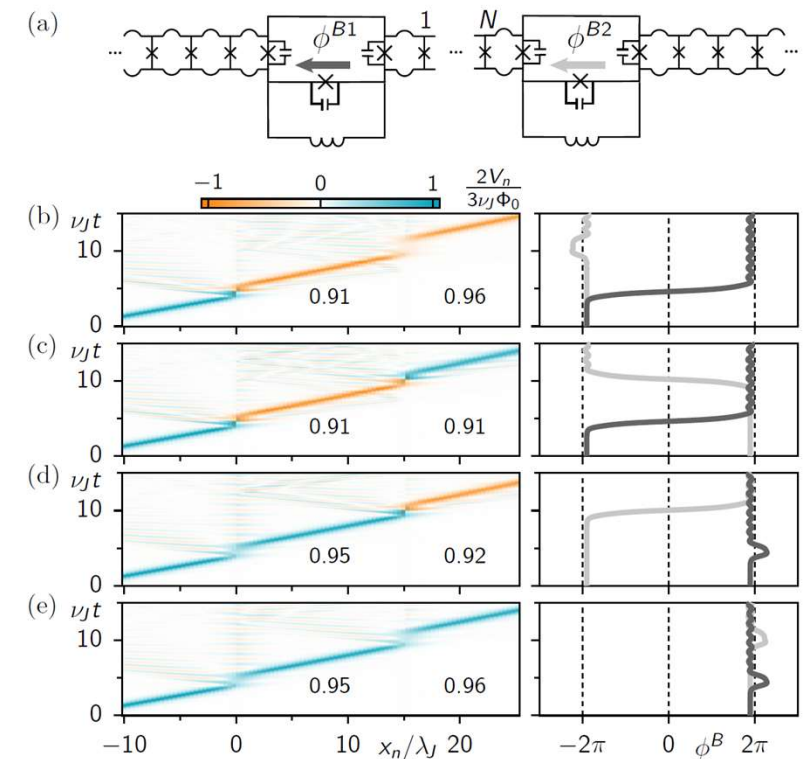 (a) ϕ^{B1} 1 N ϕ^{B2}
... ... ...
−1 0 1 2V_n / 3ν_JΦ_0
(b) ν_J t
10
0
0.91 0.96
(c) ν_J t
10
0
0.91 0.91
(d) ν_J t
10
0
0.95 0.92
(e) ν_J t
10
0
0.95 0.96
−10 0 10 x_n/λ_J 20
−2π 0 ϕ^B 2π